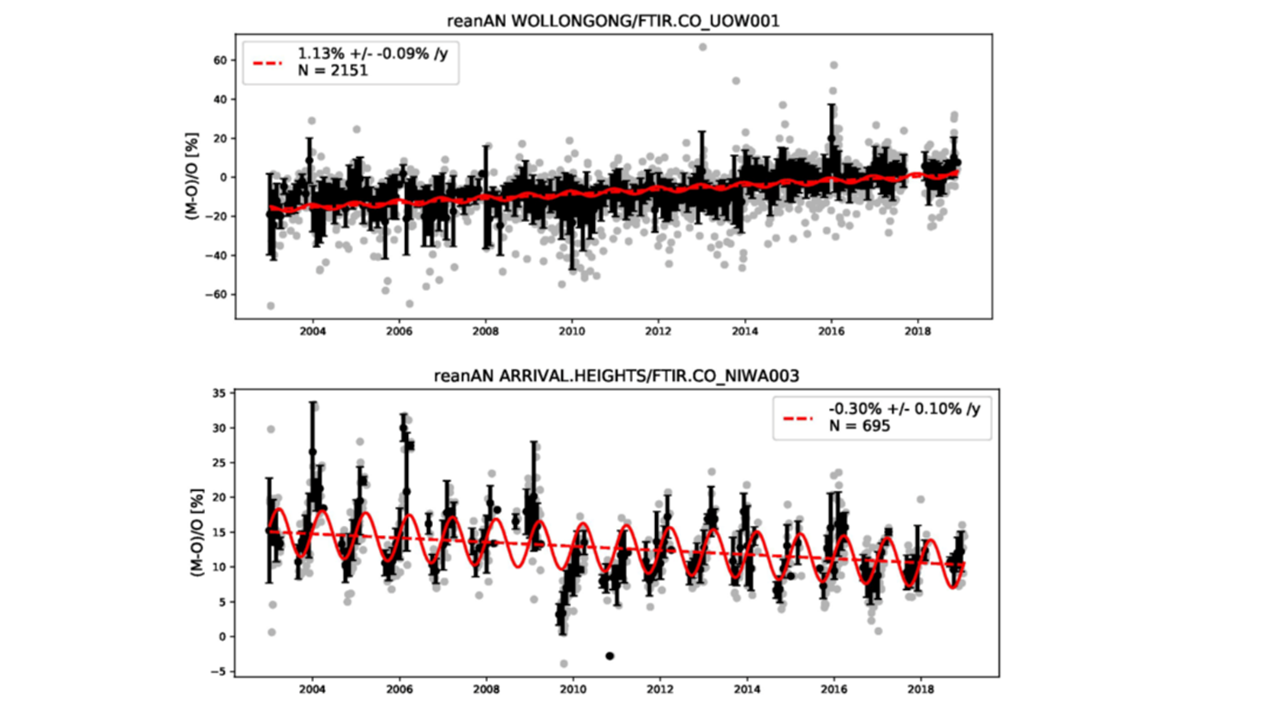 reanAN WOLLONGONG/FTIR.CO_UOW001
1.13% +/- -0.09% /y
N = 2151
(M-O)/O [%]
60
40
20
0
−20
−40
−60
2004 2006 2008 2010 2012 2014 2016 2018
reanAN ARRIVAL.HEIGHTS/FTIR.CO_NIWA003
-0.30% +/- 0.10% /y
N = 695
(M-O)/O [%]
35
30
25
20
15
10
5
0
−5
2004 2006 2008 2010 2012 2014 2016 2018